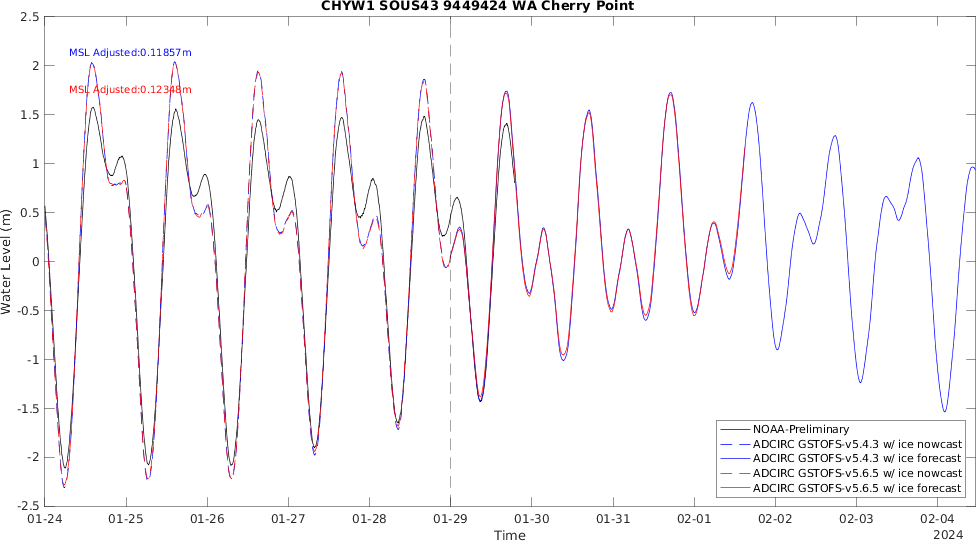 CHYW1 SOUS43 9449424 WA Cherry Point
MSL Adjusted:0.11857m
MSL Adjusted:0.12348m
Water Level (m)
2.5
2
1.5
1
0.5
0
-0.5
-1
-1.5
-2
-2.5
NOAA-Preliminary
ADCIRC GSTOFS-v5.4.3 w/ ice nowcast
ADCIRC GSTOFS-v5.4.3 w/ ice forecast
ADCIRC GSTOFS-v5.6.5 w/ ice nowcast
ADCIRC GSTOFS-v5.6.5 w/ ice forecast
01-24 01-25 01-26 01-27 01-28 01-29 01-30 01-31 02-01 02-02 02-03 02-04
Time
2024